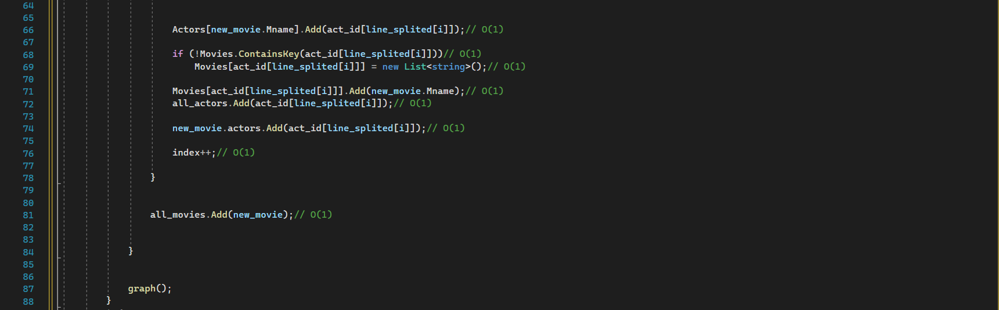 64
65
66 Actors[new_movie.Mname].Add(act_id[line_splited[i]]);// O(1)
67
68 if (!Movies.ContainsKey(act_id[line_splited[i]]))// O(1)
69 Movies[act_id[line_splited[i]]] = new List<string>();// O(1)
70
71 Movies[act_id[line_splited[i]]].Add(new_movie.Mname);// O(1)
72 all_actors.Add(act_id[line_splited[i]]);// O(1)
73
74 new_movie.actors.Add(act_id[line_splited[i]]);// O(1)
75
76 index++;// O(1)
77
78 }
79
80
81 all_movies.Add(new_movie);// O(1)
82
83
84 }
85
86
87 graph();
88 }